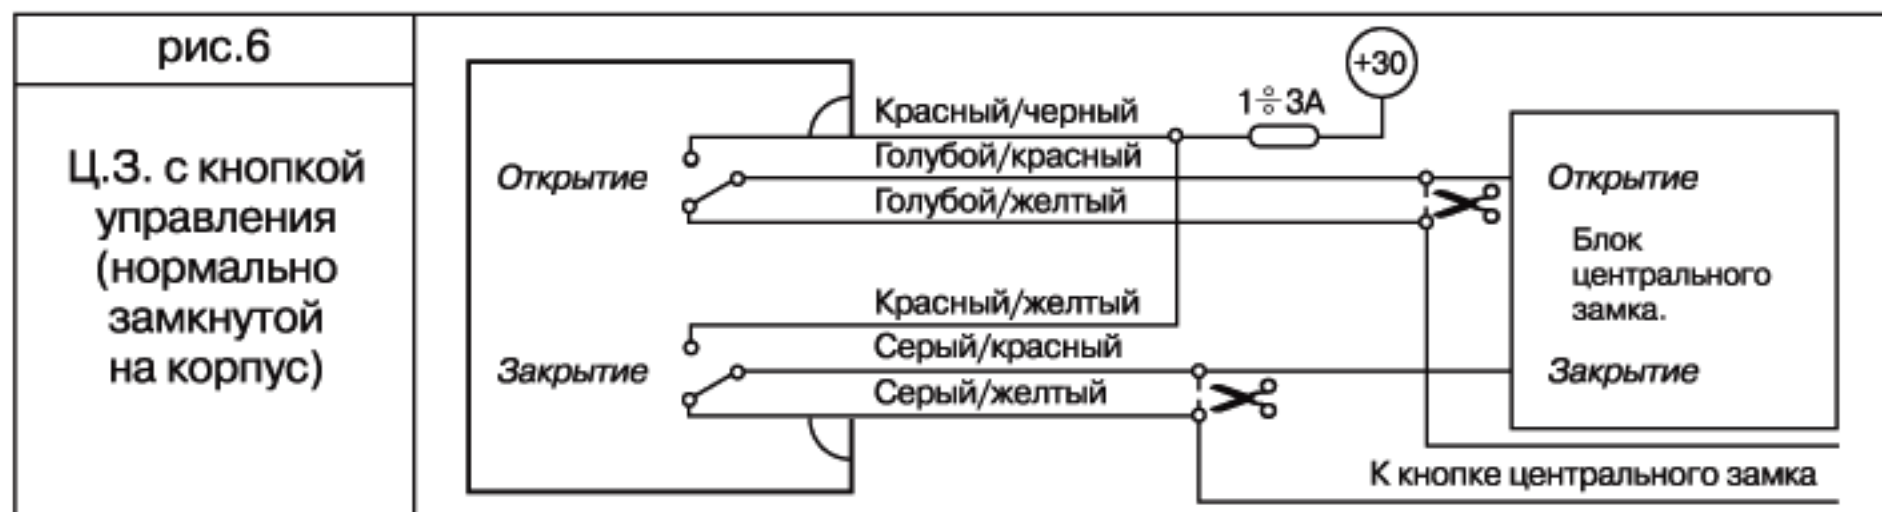 рис.6
Ц.З. с кнопкой
управления
(нормально
замкнутой
на корпус)
+30
1÷3А
Красный/черный
Голубой/красный
Открытие
Голубой/желтый
Красный/желтый
Серый/красный
Закрытие
Серый/желтый
Открытие
Блок
центрального
замка.
Закрытие
К кнопке центрального замка